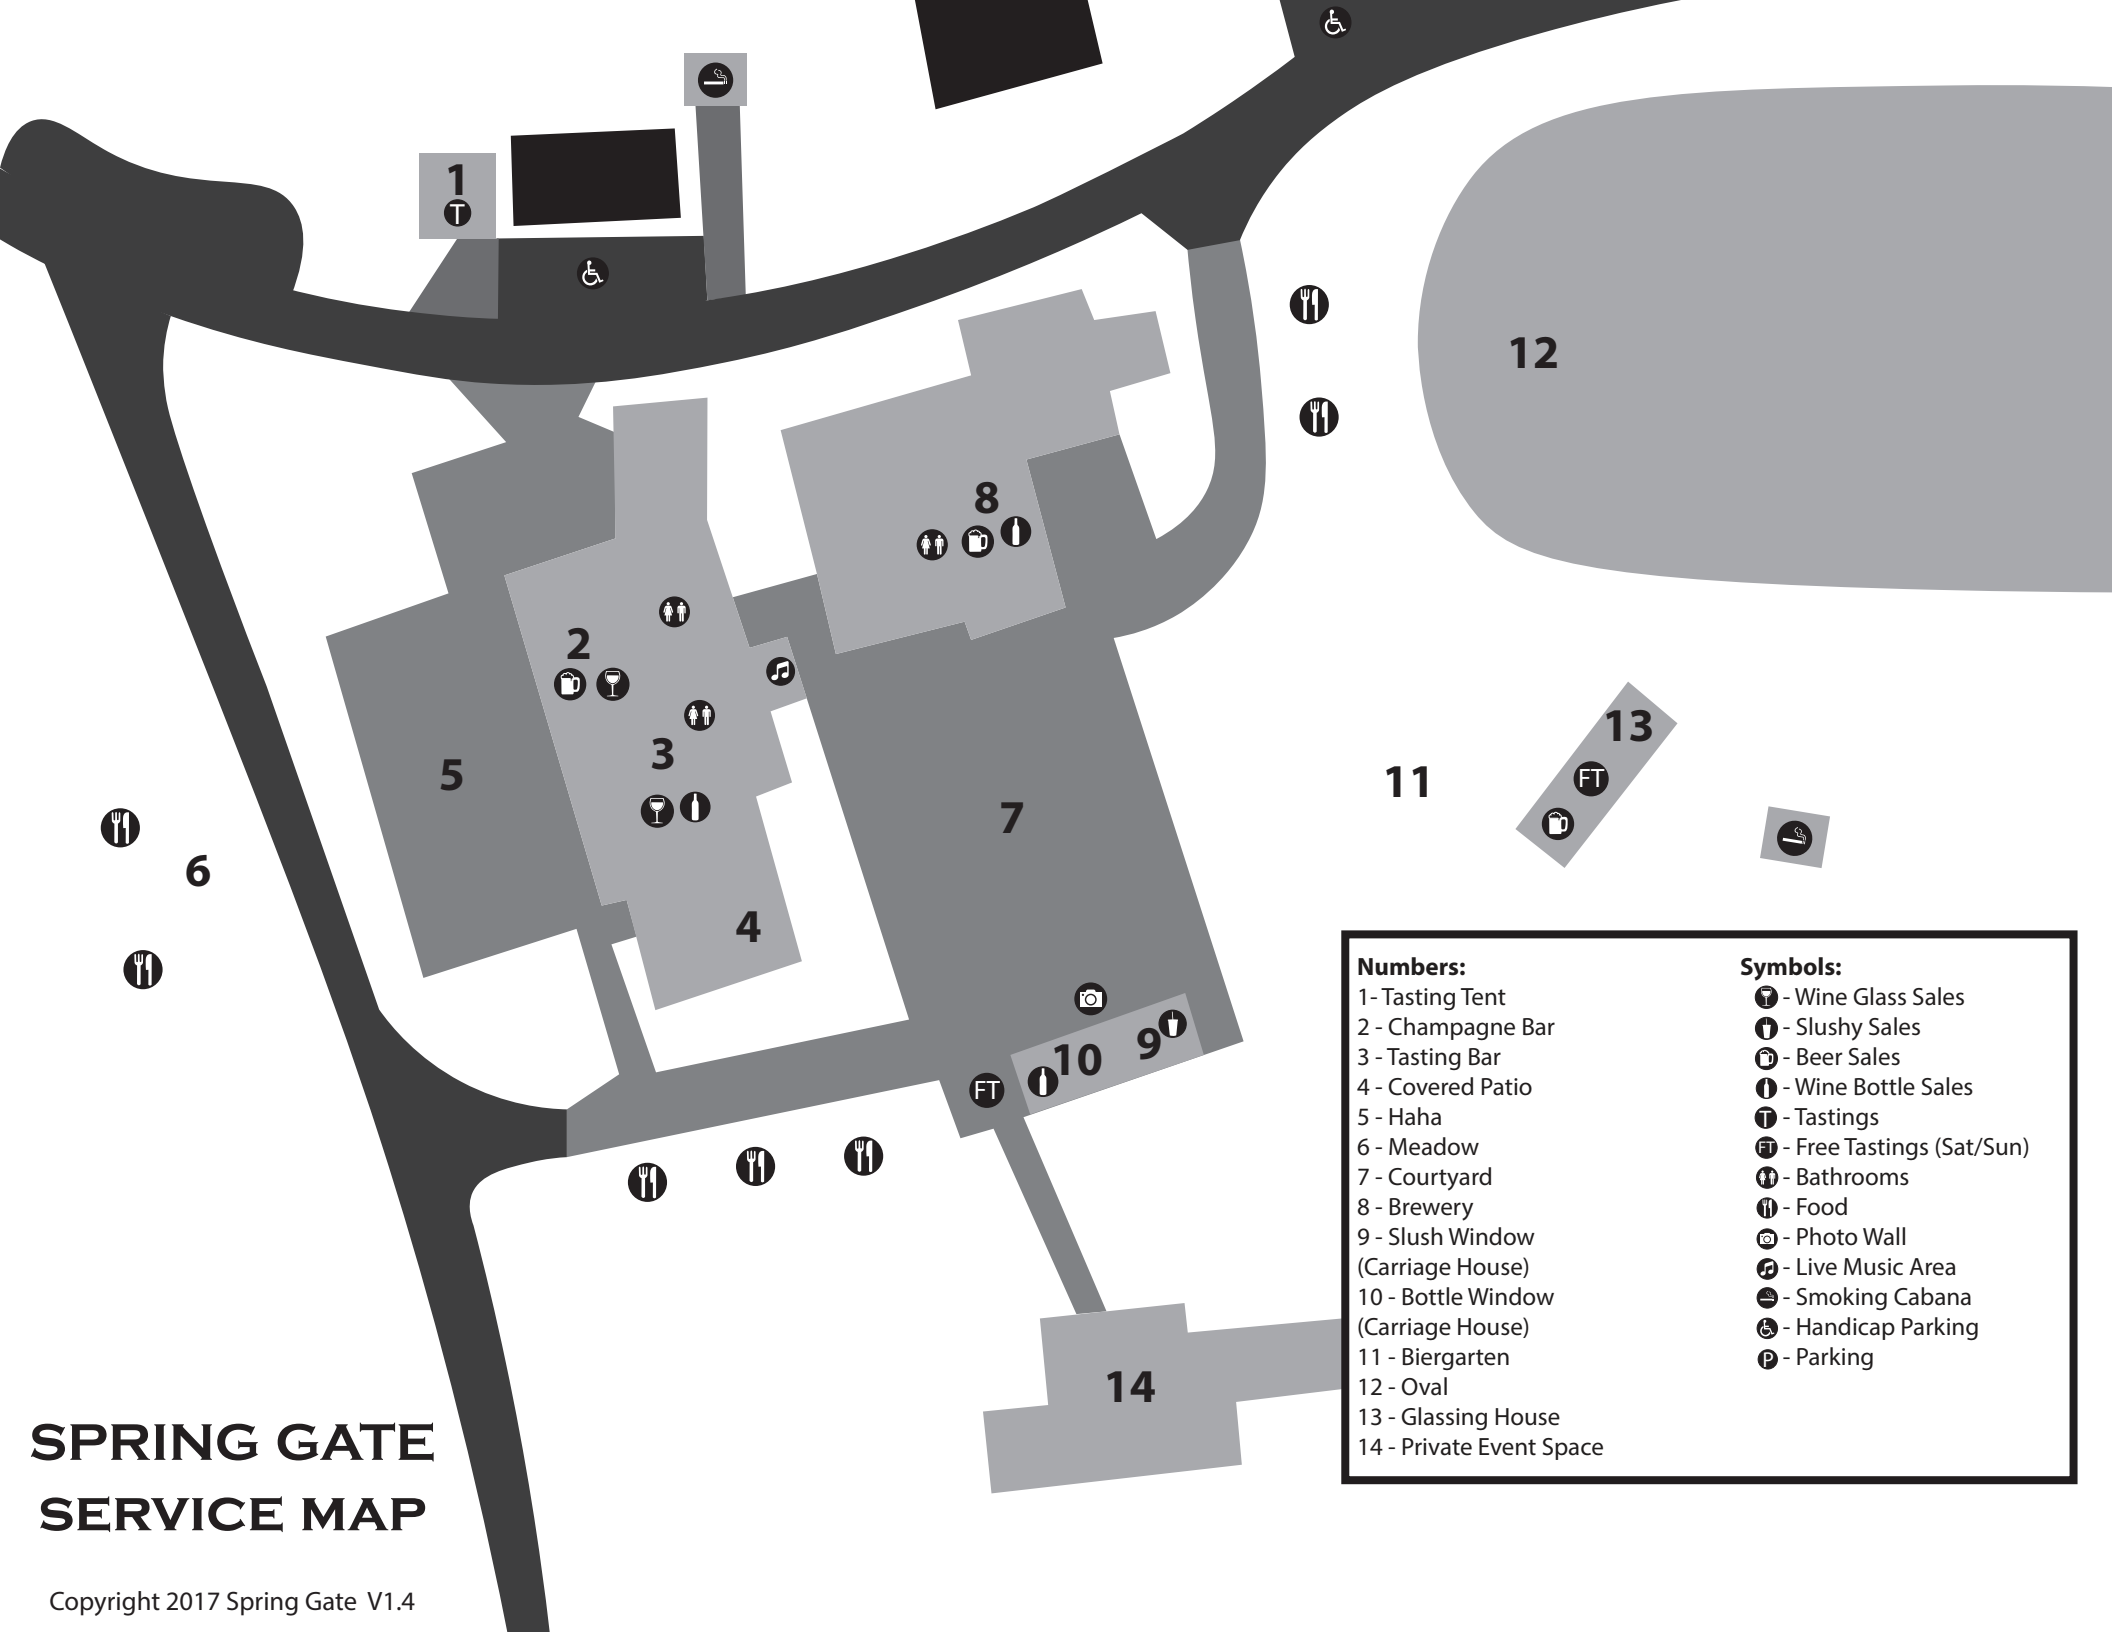 1
T
12
8
2
3
5
7
4
6
11
13
FT
10
9
FT
14
Numbers:
1- Tasting Tent
2 - Champagne Bar
3 - Tasting Bar
4 - Covered Patio
5 - Haha
6 - Meadow
7 - Courtyard
8 - Brewery
9 - Slush Window
(Carriage House)
10 - Bottle Window
(Carriage House)
11 - Biergarten
12 - Oval
13 - Glassing House
14 - Private Event Space
Symbols:
- Wine Glass Sales
- Slushy Sales
- Beer Sales
- Wine Bottle Sales
T - Tastings
FT - Free Tastings (Sat/Sun)
- Bathrooms
- Food
- Photo Wall
- Live Music Area
- Smoking Cabana
- Handicap Parking
P - Parking
SPRING GATE
SERVICE MAP
Copyright 2017 Spring Gate V1.4